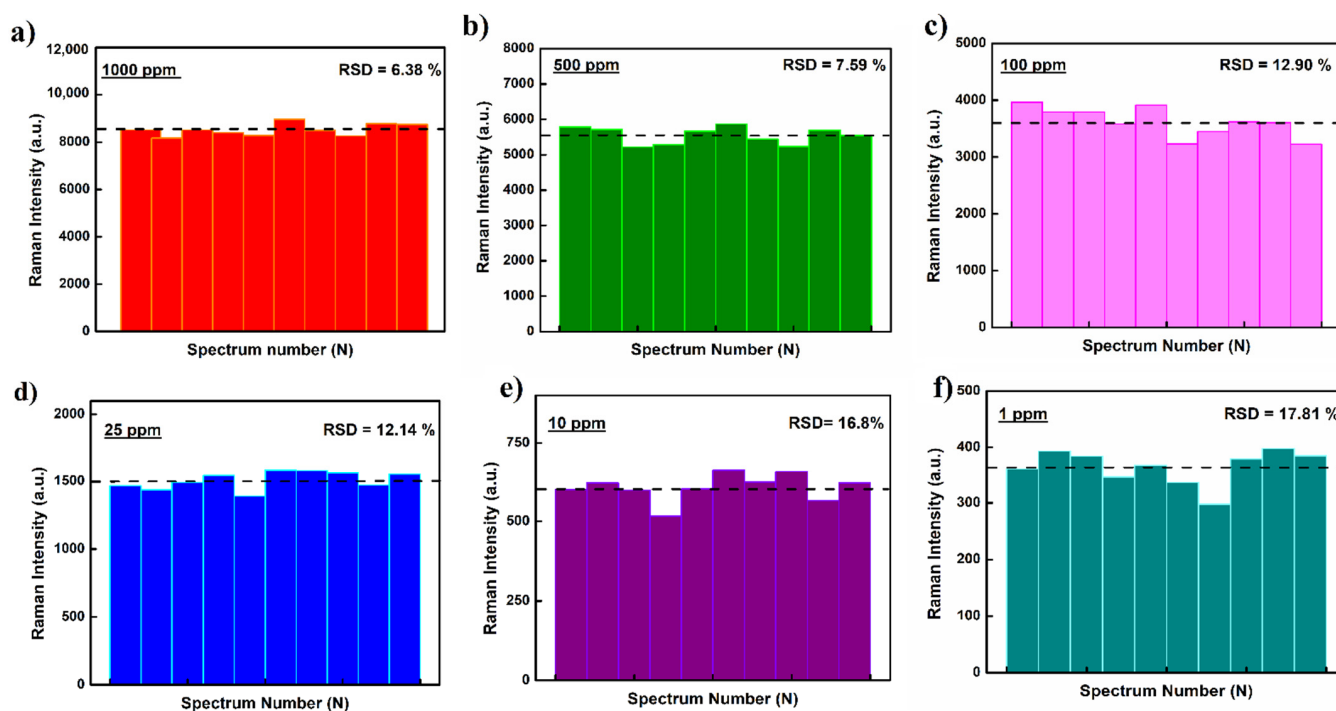 a)
12,000
10,000
8000
6000
4000
2000
0
Raman Intensity (a.u.)
1000 ppm
RSD = 6.38 %
Spectrum number (N)
b)
8000
7000
6000
5000
4000
3000
2000
1000
0
Raman Intensity (a.u.)
500 ppm
RSD = 7.59 %
Spectrum Number (N)
c)
5000
4000
3000
2000
1000
0
Raman Intensity (a.u.)
100 ppm
RSD = 12.90 %
Spectrum Number (N)
d)
2000
1500
1000
500
0
Raman Intensity (a.u.)
25 ppm
RSD = 12.14 %
Spectrum Number (N)
e)
750
500
250
0
Raman Intensity (a.u.)
10 ppm
RSD= 16.8%
Spectrum Number (N)
f)
500
400
300
200
100
0
Raman Intensity (a.u.)
1 ppm
RSD = 17.81 %
Spectrum Number (N)